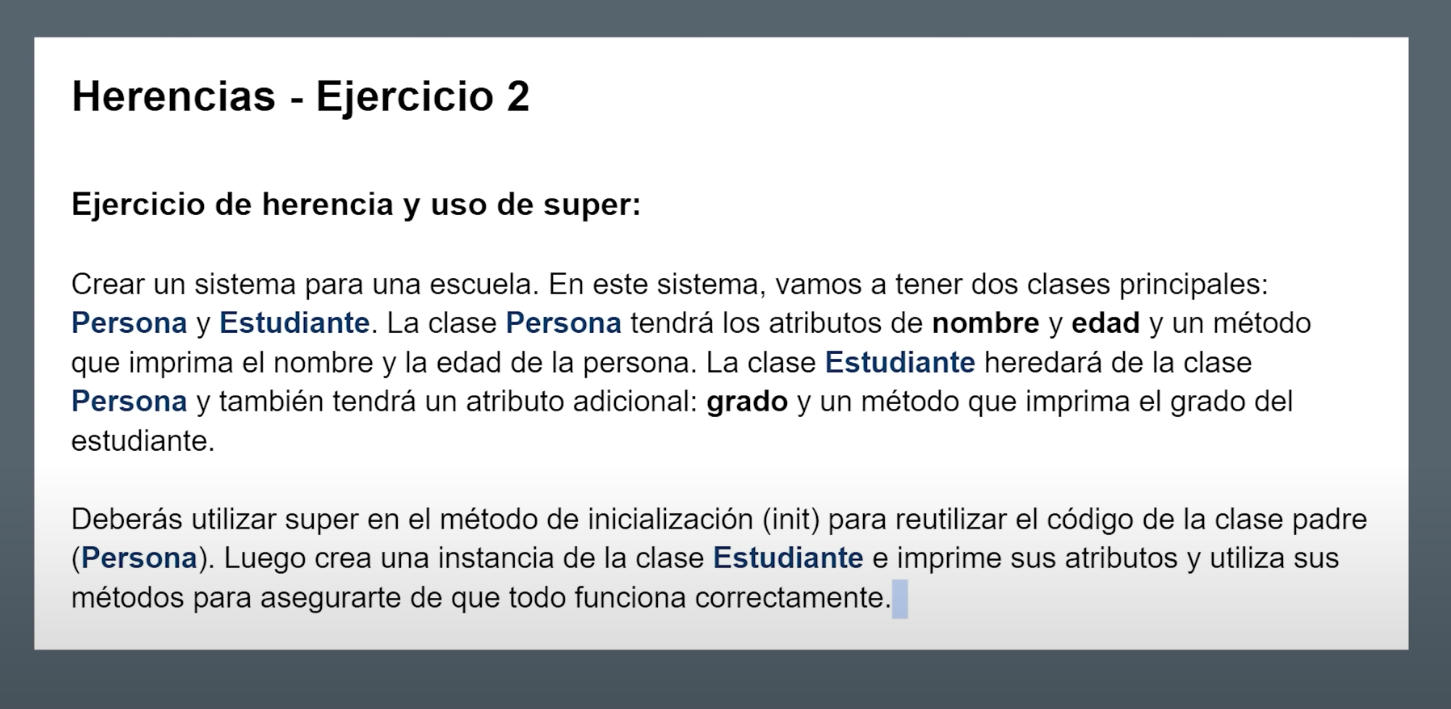 Herencias - Ejercicio 2
Ejercicio de herencia y uso de super:
Crear un sistema para una escuela. En este sistema, vamos a tener dos clases principales:
Persona y Estudiante. La clase Persona tendrá los atributos de nombre y edad y un método
que imprima el nombre y la edad de la persona. La clase Estudiante heredará de la clase
Persona y también tendrá un atributo adicional: grado y un método que imprima el grado del
estudiante.
Deberás utilizar super en el método de inicialización (init) para reutilizar el código de la clase padre
(Persona). Luego crea una instancia de la clase Estudiante e imprime sus atributos y utiliza sus
métodos para asegurarte de que todo funciona correctamente.